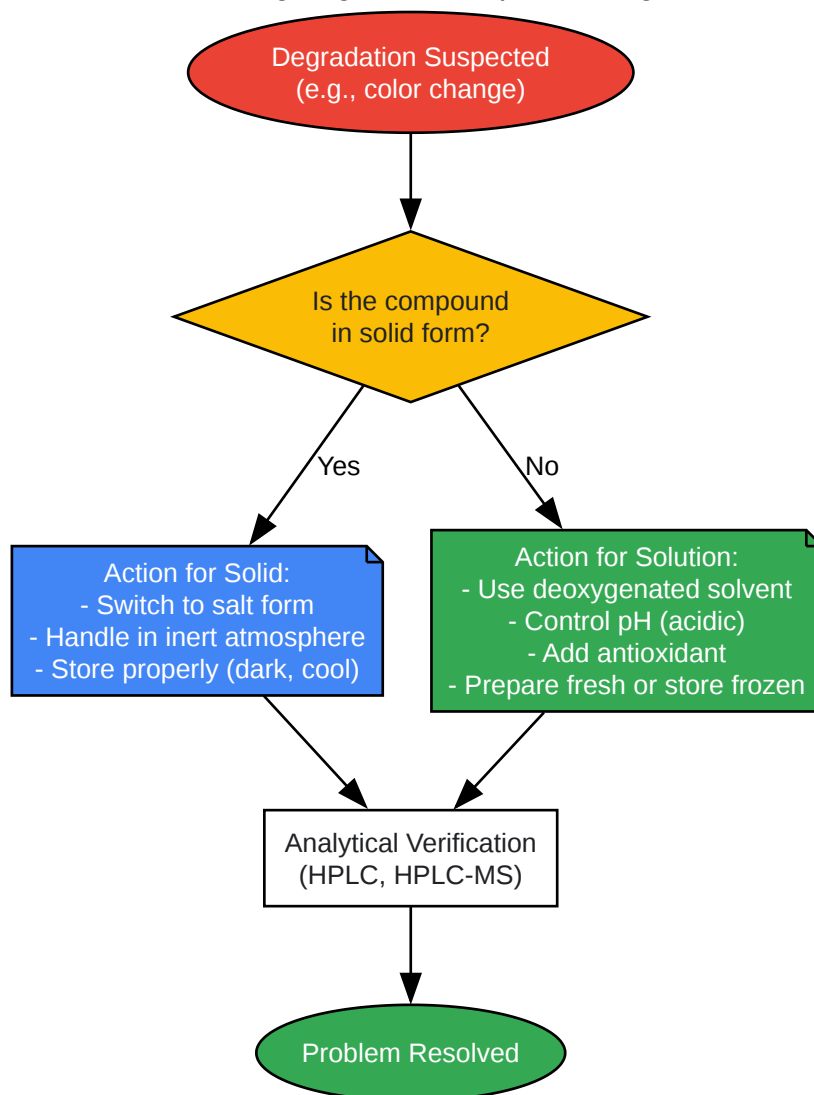 Degradation Suspected
(e.g., color change)
Is the compound
in solid form?
Yes
No
Action for Solid:
- Switch to salt form
- Handle in inert atmosphere
- Store properly (dark, cool)
Action for Solution:
- Use deoxygenated solvent
- Control pH (acidic)
- Add antioxidant
- Prepare fresh or store frozen
Analytical Verification
(HPLC, HPLC-MS)
Problem Resolved